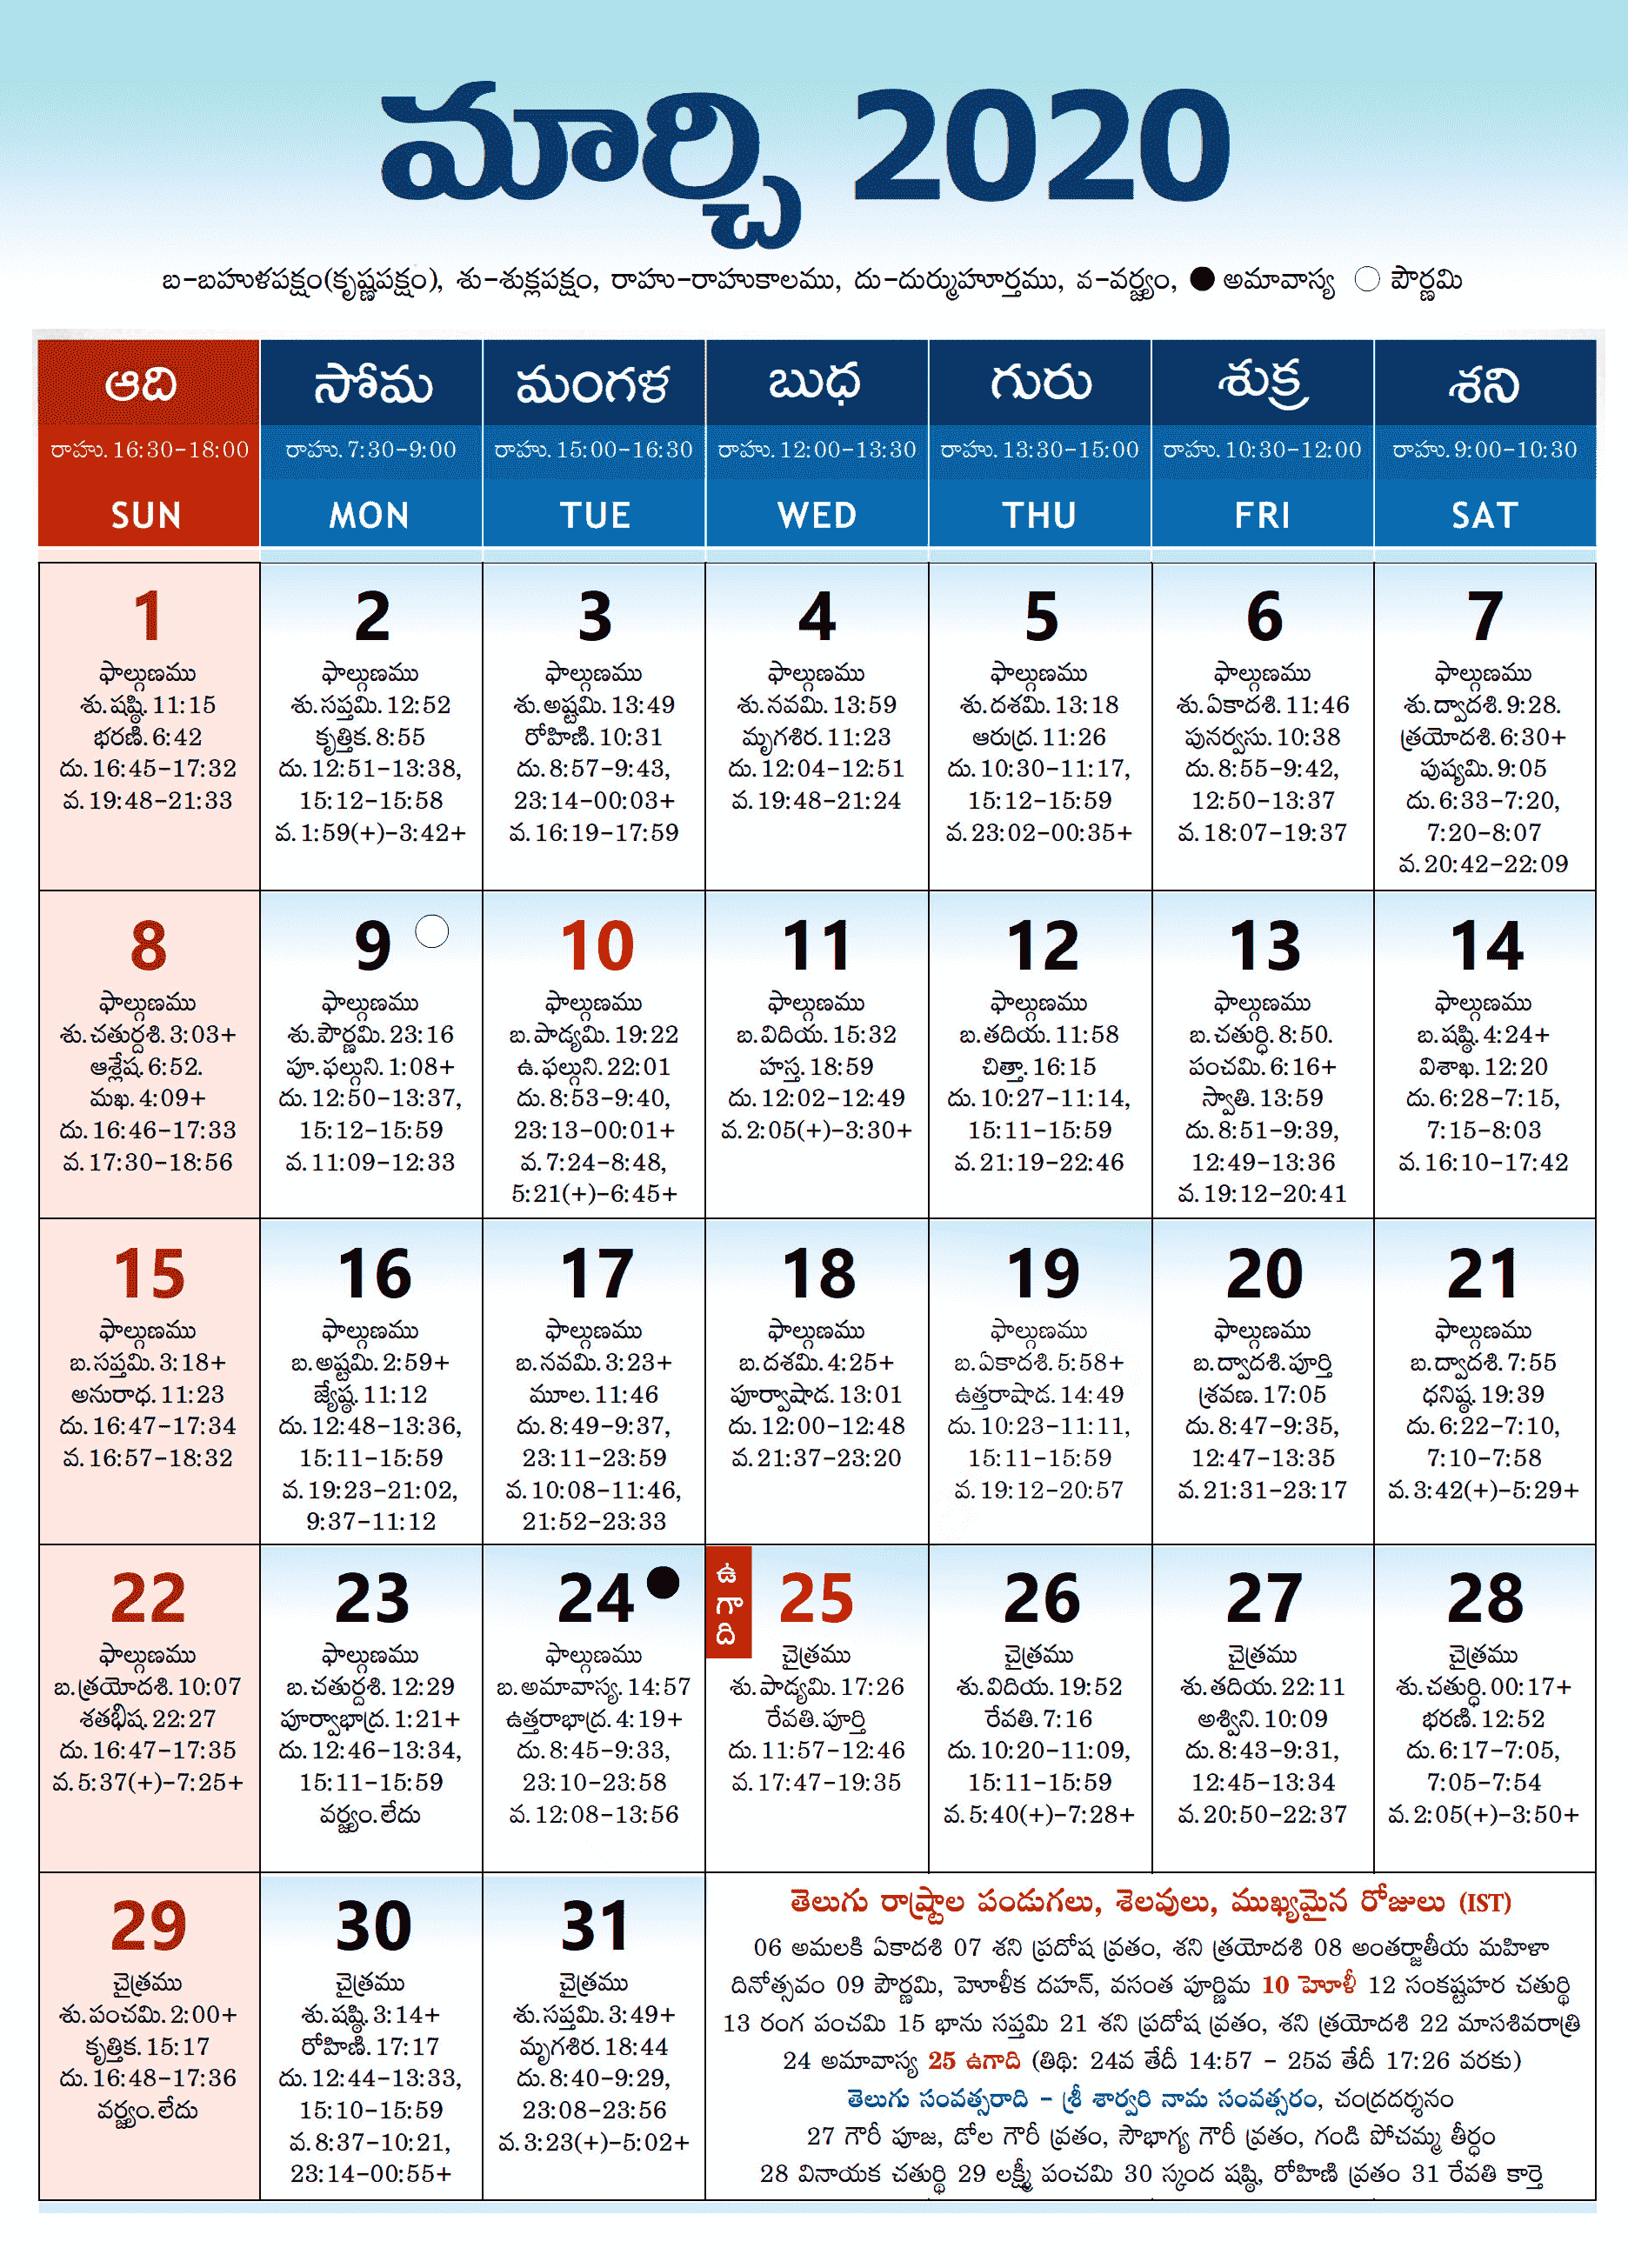 మార్చి 2020
బ-బహుళపక్షం(కృష్ణపక్షం), శు-శుక్లపక్షం, రాహు-రాహుకాలము, దు-దుర్ముహూర్తము, వ-వర్జ్యం, అమావాస్య పౌర్ణమి
ఆది సోమ మంగళ బుధ గురు శుక్ర శని
రాహు.16:30-18:00 రాహు.7:30-9:00 రాహు.15:00-16:30 రాహు.12:00-13:30 రాహు.13:30-15:00 రాహు.10:30-12:00 రాహు.9:00-10:30
SUN MON TUE WED THU FRI SAT
1
ఫాల్గుణము
శు.షష్ఠి.11:15
భరణి.6:42
దు.16:45-17:32
వ.19:48-21:33
2
ఫాల్గుణము
శు.సప్తమి.12:52
కృత్తిక.8:55
దు.12:51-13:38,
15:12-15:58
వ.1:59(+)-3:42+
3
ఫాల్గుణము
శు.అష్టమి.13:49
రోహిణి.10:31
దు.8:57-9:43,
23:14-00:03+
వ.16:19-17:59
4
ఫాల్గుణము
శు.నవమి.13:59
మృగశిర.11:23
దు.12:04-12:51
వ.19:48-21:24
5
ఫాల్గుణము
శు.దశమి.13:18
ఆరుద్ర.11:26
దు.10:30-11:17,
15:12-15:59
వ.23:02-00:35+
6
ఫాల్గుణము
శు.ఏకాదశి.11:46
పునర్వసు.10:38
దు.8:55-9:42,
12:50-13:37
వ.18:07-19:37
7
ఫాల్గుణము
శు.ద్వాదశి.9:28.
త్రయోదశి.6:30+
పుష్యమి.9:05
దు.6:33-7:20,
7:20-8:07
వ.20:42-22:09
8
ఫాల్గుణము
శు.చతుర్దశి.3:03+
ఆశ్లేష.6:52.
మఖ.4:09+
దు.16:46-17:33
వ.17:30-18:56
9
ఫాల్గుణము
శు.పౌర్ణమి.23:16
పూ.ఫల్గుని.1:08+
దు.12:50-13:37,
15:12-15:59
వ.11:09-12:33
10
ఫాల్గుణము
బ.పాడ్యమి.19:22
ఉ.ఫల్గుని.22:01
దు.8:53-9:40,
23:13-00:01+
వ.7:24-8:48,
5:21(+)-6:45+
11
ఫాల్గుణము
బ.విదియ.15:32
హస్త.18:59
దు.12:02-12:49
వ.2:05(+)-3:30+
12
ఫాల్గుణము
బ.తదియ.11:58
చిత్తా.16:15
దు.10:27-11:14,
15:11-15:59
వ.21:19-22:46
13
ఫాల్గుణము
బ.చతుర్ధి.8:50.
పంచమి.6:16+
స్వాతి.13:59
దు.8:51-9:39,
12:49-13:36
వ.19:12-20:41
14
ఫాల్గుణము
బ.షష్ఠి.4:24+
విశాఖ.12:20
దు.6:28-7:15,
7:15-8:03
వ.16:10-17:42
15
ఫాల్గుణము
బ.సప్తమి.3:18+
అనురాధ.11:23
దు.16:47-17:34
వ.16:57-18:32
16
ఫాల్గుణము
బ.అష్టమి.2:59+
జ్యేష్ఠ.11:12
దు.12:48-13:36,
15:11-15:59
వ.19:23-21:02,
9:37-11:12
17
ఫాల్గుణము
బ.నవమి.3:23+
మూల.11:46
దు.8:49-9:37,
23:11-23:59
వ.10:08-11:46,
21:52-23:33
18
ఫాల్గుణము
బ.దశమి.4:25+
పూర్వాషాడ.13:01
దు.12:00-12:48
వ.21:37-23:20
19
ఫాల్గుణము
బ.ఏకాదశి.5:58+
ఉత్తరాషాడ.14:49
దు.10:23-11:11,
15:11-15:59
వ.19:12-20:57
20
ఫాల్గుణము
బ.ద్వాదశి.పూర్తి
శ్రవణ.17:05
దు.8:47-9:35,
12:47-13:35
వ.21:31-23:17
21
ఫాల్గుణము
బ.ద్వాదశి.7:55
ధనిష్ఠ.19:39
దు.6:22-7:10,
7:10-7:58
వ.3:42(+)-5:29+
22
ఫాల్గుణము
బ.త్రయోదశి.10:07
శతభిష.22:27
దు.16:47-17:35
వ.5:37(+)-7:25+
23
ఫాల్గుణము
బ.చతుర్దశి.12:29
పూర్వాభాద్ర.1:21+
దు.12:46-13:34,
15:11-15:59
వర్జ్యం.లేదు
24
ఫాల్గుణము
బ.అమావాస్య.14:57
ఉత్తరాభాద్ర.4:19+
దు.8:45-9:33,
23:10-23:58
వ.12:08-13:56
ఉగాది
25
చైత్రము
శు.పాడ్యమి.17:26
రేవతి.పూర్తి
దు.11:57-12:46
వ.17:47-19:35
26
చైత్రము
శు.విదియ.19:52
రేవతి.7:16
దు.10:20-11:09,
15:11-15:59
వ.5:40(+)-7:28+
27
చైత్రము
శు.తదియ.22:11
అశ్విని.10:09
దు.8:43-9:31,
12:45-13:34
వ.20:50-22:37
28
చైత్రము
శు.చతుర్ధి.00:17+
భరణి.12:52
దు.6:17-7:05,
7:05-7:54
వ.2:05(+)-3:50+
29
చైత్రము
శు.పంచమి.2:00+
కృత్తిక.15:17
దు.16:48-17:36
వర్జ్యం.లేదు
30
చైత్రము
శు.షష్ఠి.3:14+
రోహిణి.17:17
దు.12:44-13:33,
15:10-15:59
వ.8:37-10:21,
23:14-00:55+
31
చైత్రము
శు.సప్తమి.3:49+
మృగశిర.18:44
దు.8:40-9:29,
23:08-23:56
వ.3:23(+)-5:02+
తెలుగు రాష్ట్రాల పండుగలు, శెలవులు, ముఖ్యమైన రోజులు (IST)
06 అమలకి ఏకాదశి 07 శని ప్రదోష వ్రతం, శని త్రయోదశి 08 అంతర్జాతీయ మహిళా
దినోత్సవం 09 పౌర్ణమి, హెూళీక దహన్, వసంత పూర్ణిమ 10 హెూళీ 12 సంకష్టహర చతుర్థి
13 రంగ పంచమి 15 భాను సప్తమి 21 శని ప్రదోష వ్రతం, శని త్రయోదశి 22 మాసశివరాత్రి
24 అమావాస్య 25 ఉగాది (తిథి: 24వ తేదీ 14:57 - 25వ తేదీ 17:26 వరకు)
తెలుగు సంవత్సరాది - శ్రీ శార్వరి నామ సంవత్సరం, చంద్రదర్శనం
27 గౌరీ పూజ, డోల గౌరీ వ్రతం, సౌభాగ్య గౌరీ వ్రతం, గండి పోచమ్మ తీర్థం
28 వినాయక చతుర్థి 29 లక్ష్మీ పంచమి 30 స్కంద షష్ఠి, రోహిణి వ్రతం 31 రేవతి కార్తె